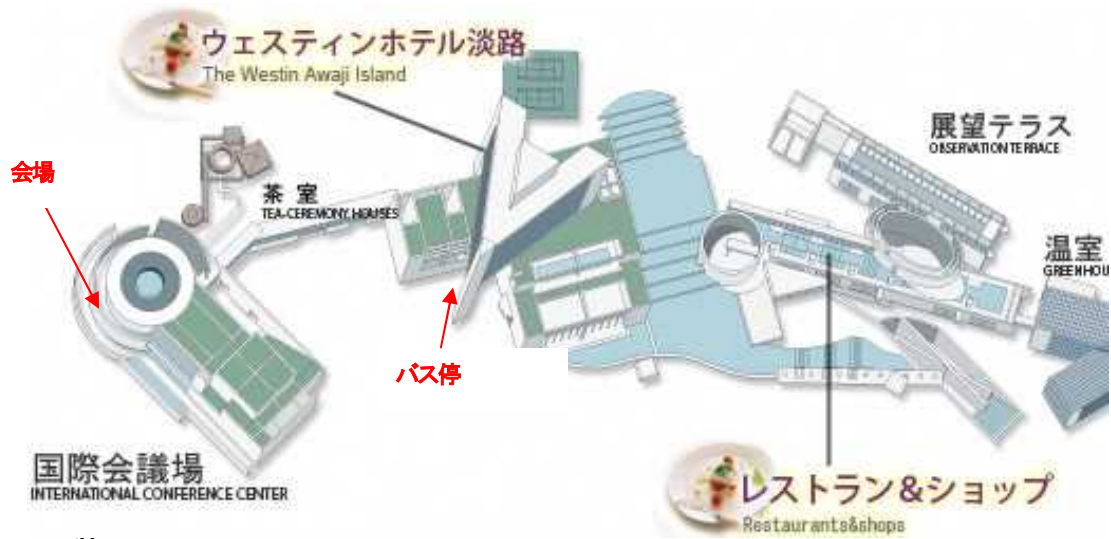 ウェスティンホテル淡路
The Westin Awaji Island
展望テラス
OBSERVATION TERRACE
会場
茶室
TEA-CEREMONY HOUSES
温室
バス停
国際会議場
INTERNATIONAL CONFERENCE CENTER
レストラン&ショップ
Restaurants&shops